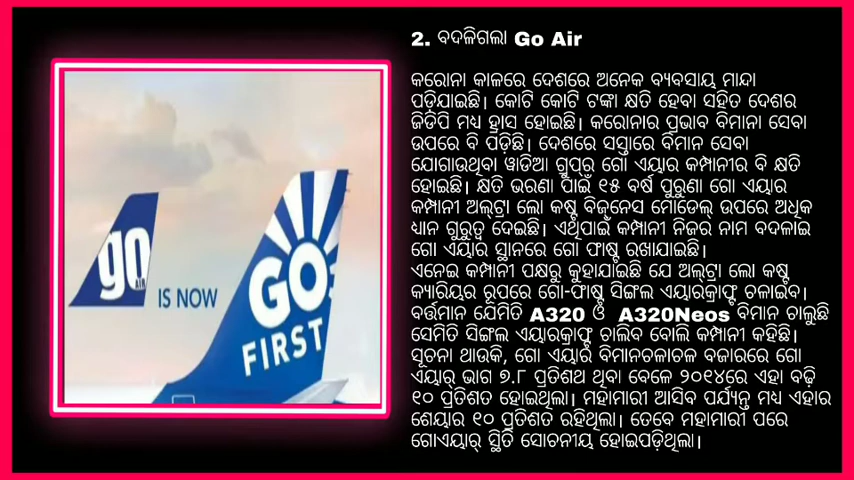 2. ବଦଳିଗଲା Go Air
କରୋନା କାଳରେ ଦେଶରେ ଅନେକ ବ୍ୟବସାୟ ମାନ୍ଦା
ପଡ଼ିଯାଇଛି। କୋଟି କୋଟି ଟଙ୍କା କ୍ଷତି ହେବା ସହିତ ଦେଶର
ଜିଡିପି ମଧ୍ୟ ହ୍ରାସ ହୋଇଛି। କରୋନାର ପ୍ରଭାବ ବିମାନା ସେବା
ଉପରେ ବି ପଡ଼ିଛି। ଦେଶରେ ସସ୍ତାରେ ବିମାନ ସେବା
ଯୋଗାଉଥିବା ୱାଡିଆ ଗ୍ରୁପର୍ ଗୋ ଏୟାର କମ୍ପାନୀର ବି କ୍ଷତି
ହୋଇଛି। କ୍ଷତି ଭରଣା ପାଇଁ ୧୫ ବର୍ଷ ପୁରୁଣା ଗୋ ଏୟାର
କମ୍ପାନୀ ଅଲ୍‌ଟ୍ରା ଲୋ କଷ୍ଟ ବିଜ୍‌ନେସ ମୋଡେଲ୍ ଉପରେ ଅଧିକ
ଧ୍ୟାନ ଗୁରୁତ୍ୱ ଦେଇଛି। ଏଥିପାଇଁ କମ୍ପାନୀ ନିଜର ନାମ ବଦଳାଇ
ଗୋ ଏୟାର ସ୍ଥାନରେ ଗୋ ଫାଷ୍ଟ ରଖାଯାଇଛି।
ଏନେଇ କମ୍ପାନୀ ପକ୍ଷରୁ କୁହାଯାଇଛି ଯେ ଅଲ୍‌ଟ୍ରା ଲୋ କଷ୍ଟ
କ୍ୟାରିୟର ରୂପରେ ଗୋ-ଫାଷ୍ଟ ସିଙ୍ଗଲ ଏୟାରକ୍ରାଫ୍ଟ ଚଳାଇବ।
ବର୍ତ୍ତମାନ ଯେମିତି A320 ଓ A320Neos ବିମାନ ଚାଲୁଛି
ସେମିତି ସିଙ୍ଗଲ ଏୟାରକ୍ରାଫ୍ଟ ଚାଲିବ ବୋଲି କମ୍ପାନୀ କହିଛି।
ସୂଚନା ଥାଉକି, ଗୋ ଏୟାର ବିମାନଚଳାଚଳ ବଜାରରେ ଗୋ
ଏୟାର୍ ଭାଗ ୭.୮ ପ୍ରତିଶଥ ଥିବା ବେଳେ ୨୦୧୪ରେ ଏହା ବଢ଼ି
୧୦ ପ୍ରତିଶତ ହୋଇଥିଲା। ମହାମାରୀ ଆସିବ ପର୍ଯ୍ୟନ୍ତ ମଧ୍ୟ ଏହାର
ଶେୟାର ୧୦ ପ୍ରତିଶତ ରହିଥିଲା। ତେବେ ମହାମାରୀ ପରେ
ଗୋଏୟାର୍ ସ୍ଥିତି ସୋଚନୀୟ ହୋଇପଡ଼ିଥିଲା।
go
AIR
IS NOW
GO
FIRST